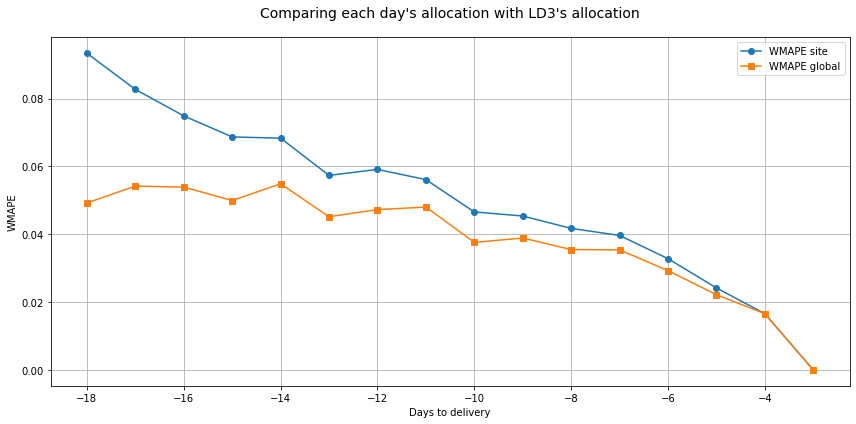 Comparing each day's allocation with LD3's allocation
WMAPE site
WMAPE global
WMAPE
0.08
0.06
0.04
0.02
0.00
−18 −16 −14 −12 −10 −8 −6 −4
Days to delivery